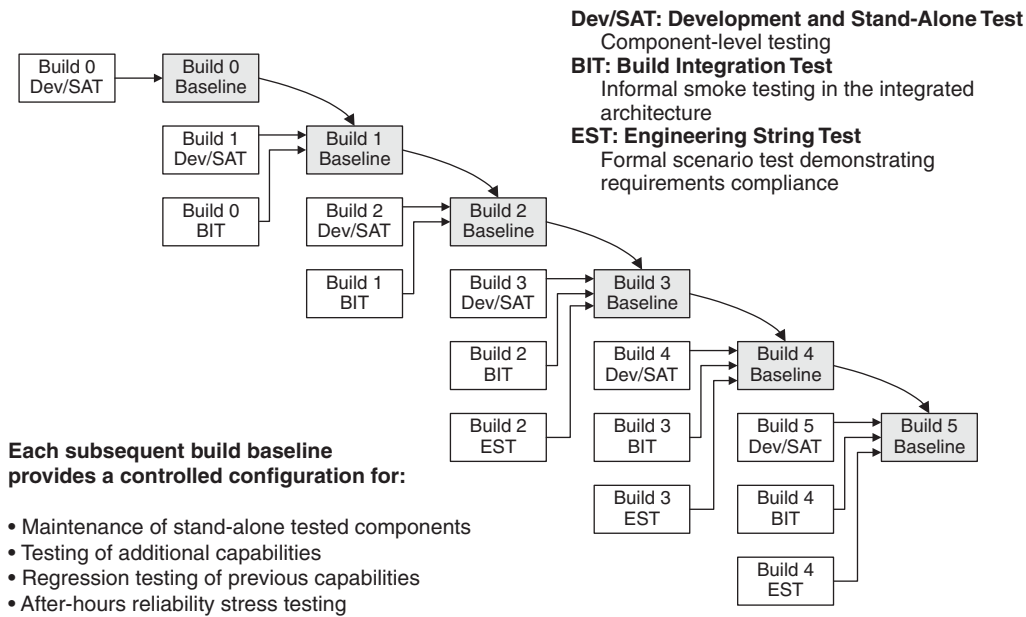 Dev/SAT: Development and Stand-Alone Test
Component-level testing
BIT: Build Integration Test
Informal smoke testing in the integrated
architecture
EST: Engineering String Test
Formal scenario test demonstrating
requirements compliance
Build 0
Dev/SAT
Build 0
Baseline
Build 1
Dev/SAT
Build 1
Baseline
Build 0
BIT
Build 2
Dev/SAT
Build 2
Baseline
Build 1
BIT
Build 3
Dev/SAT
Build 3
Baseline
Build 2
BIT
Build 4
Dev/SAT
Build 4
Baseline
Build 2
EST
Build 3
BIT
Build 5
Dev/SAT
Build 5
Baseline
Build 3
EST
Build 4
BIT
Build 4
EST
Each subsequent build baseline
provides a controlled configuration for:
• Maintenance of stand-alone tested components
• Testing of additional capabilities
• Regression testing of previous capabilities
• After-hours reliability stress testing